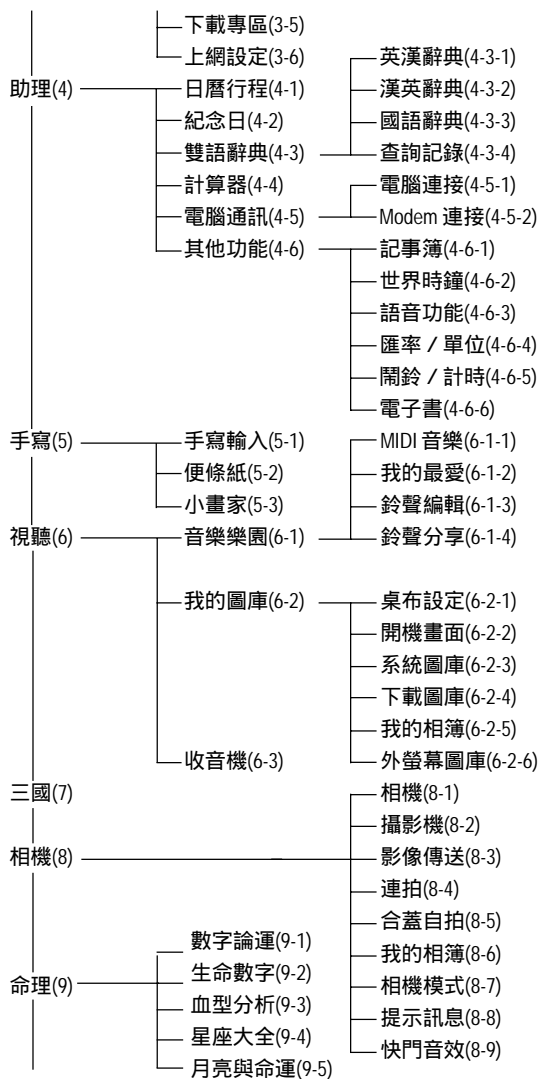 下載專區(3-5)
上網設定(3-6)
助理(4)
日曆行程(4-1)
紀念日(4-2)
雙語辭典(4-3)
英漢辭典(4-3-1)
漢英辭典(4-3-2)
國語辭典(4-3-3)
查詢記錄(4-3-4)
計算器(4-4)
電腦通訊(4-5)
電腦連接(4-5-1)
Modem 連接(4-5-2)
其他功能(4-6)
記事簿(4-6-1)
世界時鐘(4-6-2)
語音功能(4-6-3)
匯率 / 單位(4-6-4)
鬧鈴 / 計時(4-6-5)
電子書(4-6-6)
手寫(5)
手寫輸入(5-1)
便條紙(5-2)
小畫家(5-3)
視聽(6)
音樂樂園(6-1)
MIDI 音樂(6-1-1)
我的最愛(6-1-2)
鈴聲編輯(6-1-3)
鈴聲分享(6-1-4)
我的圖庫(6-2)
桌布設定(6-2-1)
開機畫面(6-2-2)
系統圖庫(6-2-3)
下載圖庫(6-2-4)
我的相簿(6-2-5)
外螢幕圖庫(6-2-6)
收音機(6-3)
三國(7)
相機(8)
相機(8-1)
攝影機(8-2)
影像傳送(8-3)
連拍(8-4)
合蓋自拍(8-5)
我的相簿(8-6)
相機模式(8-7)
提示訊息(8-8)
快門音效(8-9)
命理(9)
數字論運(9-1)
生命數字(9-2)
血型分析(9-3)
星座大全(9-4)
月亮與命運(9-5)